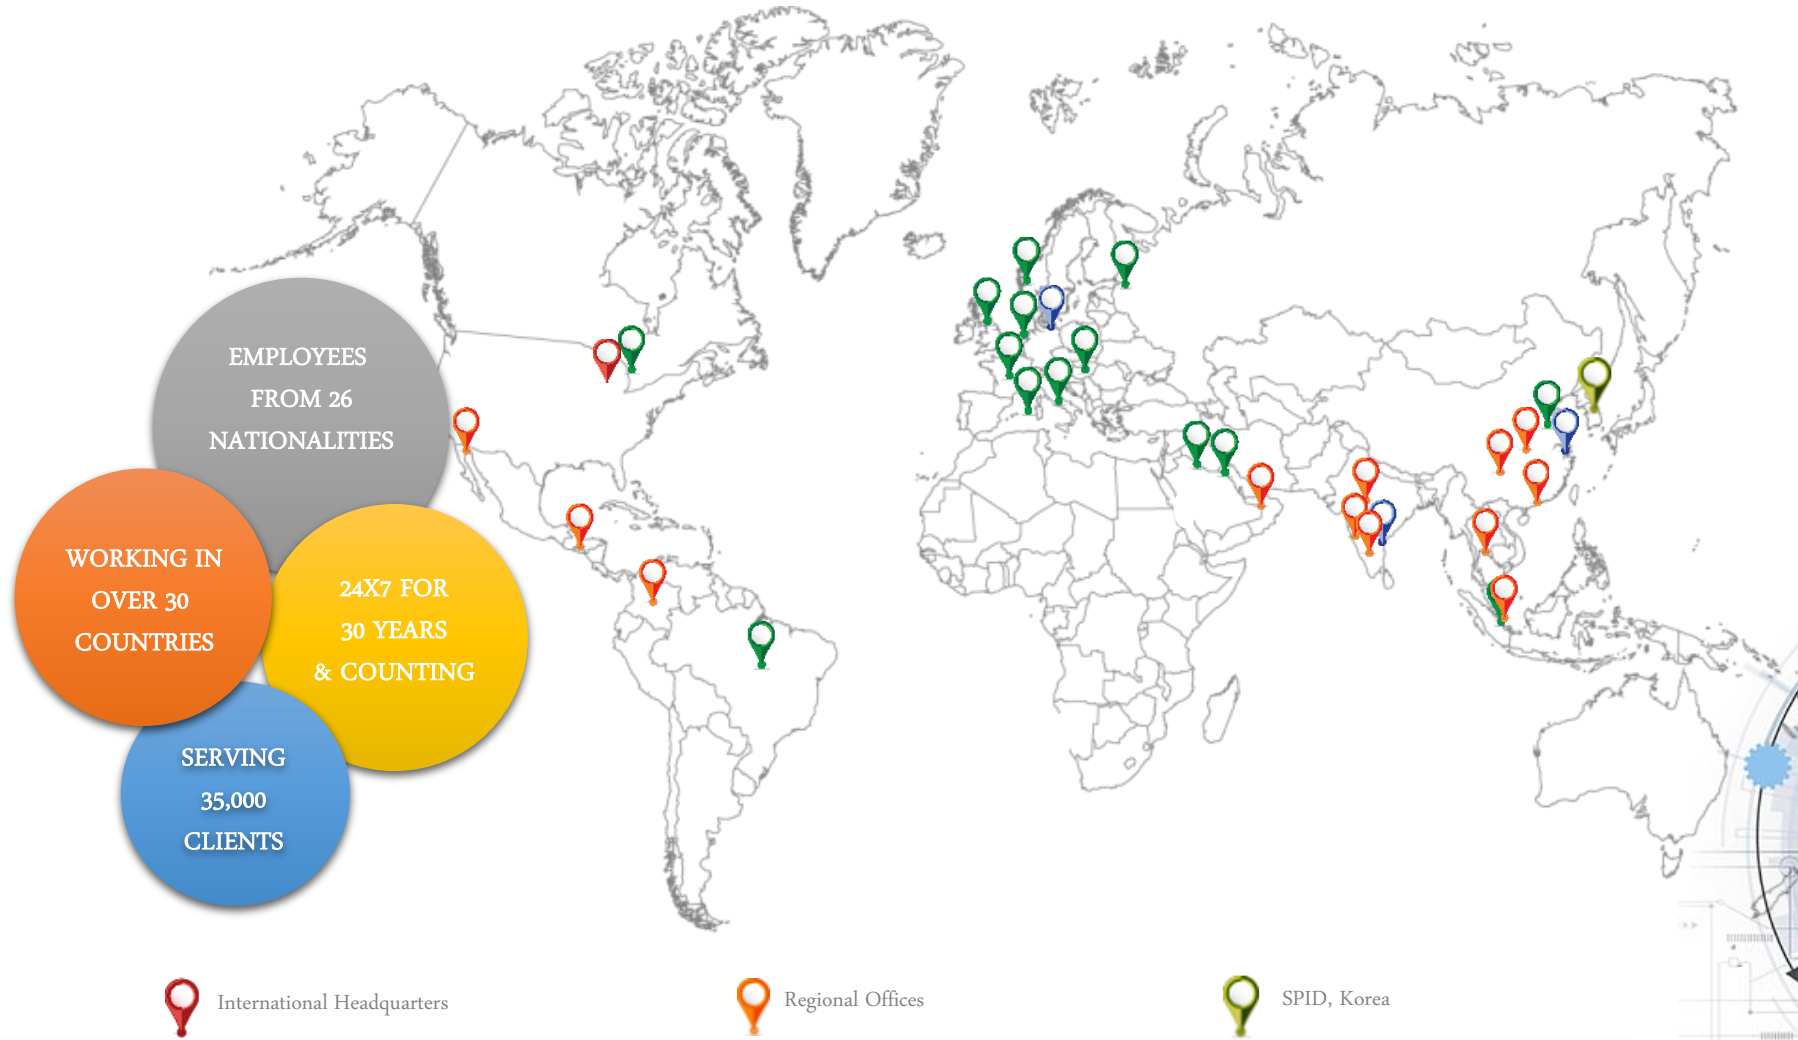 EMPLOYEES
FROM 26
NATIONALITIES
WORKING IN
OVER 30
COUNTRIES
24X7 FOR
30 YEARS
& COUNTING
SERVING
35,000
CLIENTS
International Headquarters
Regional Offices
SPID, Korea